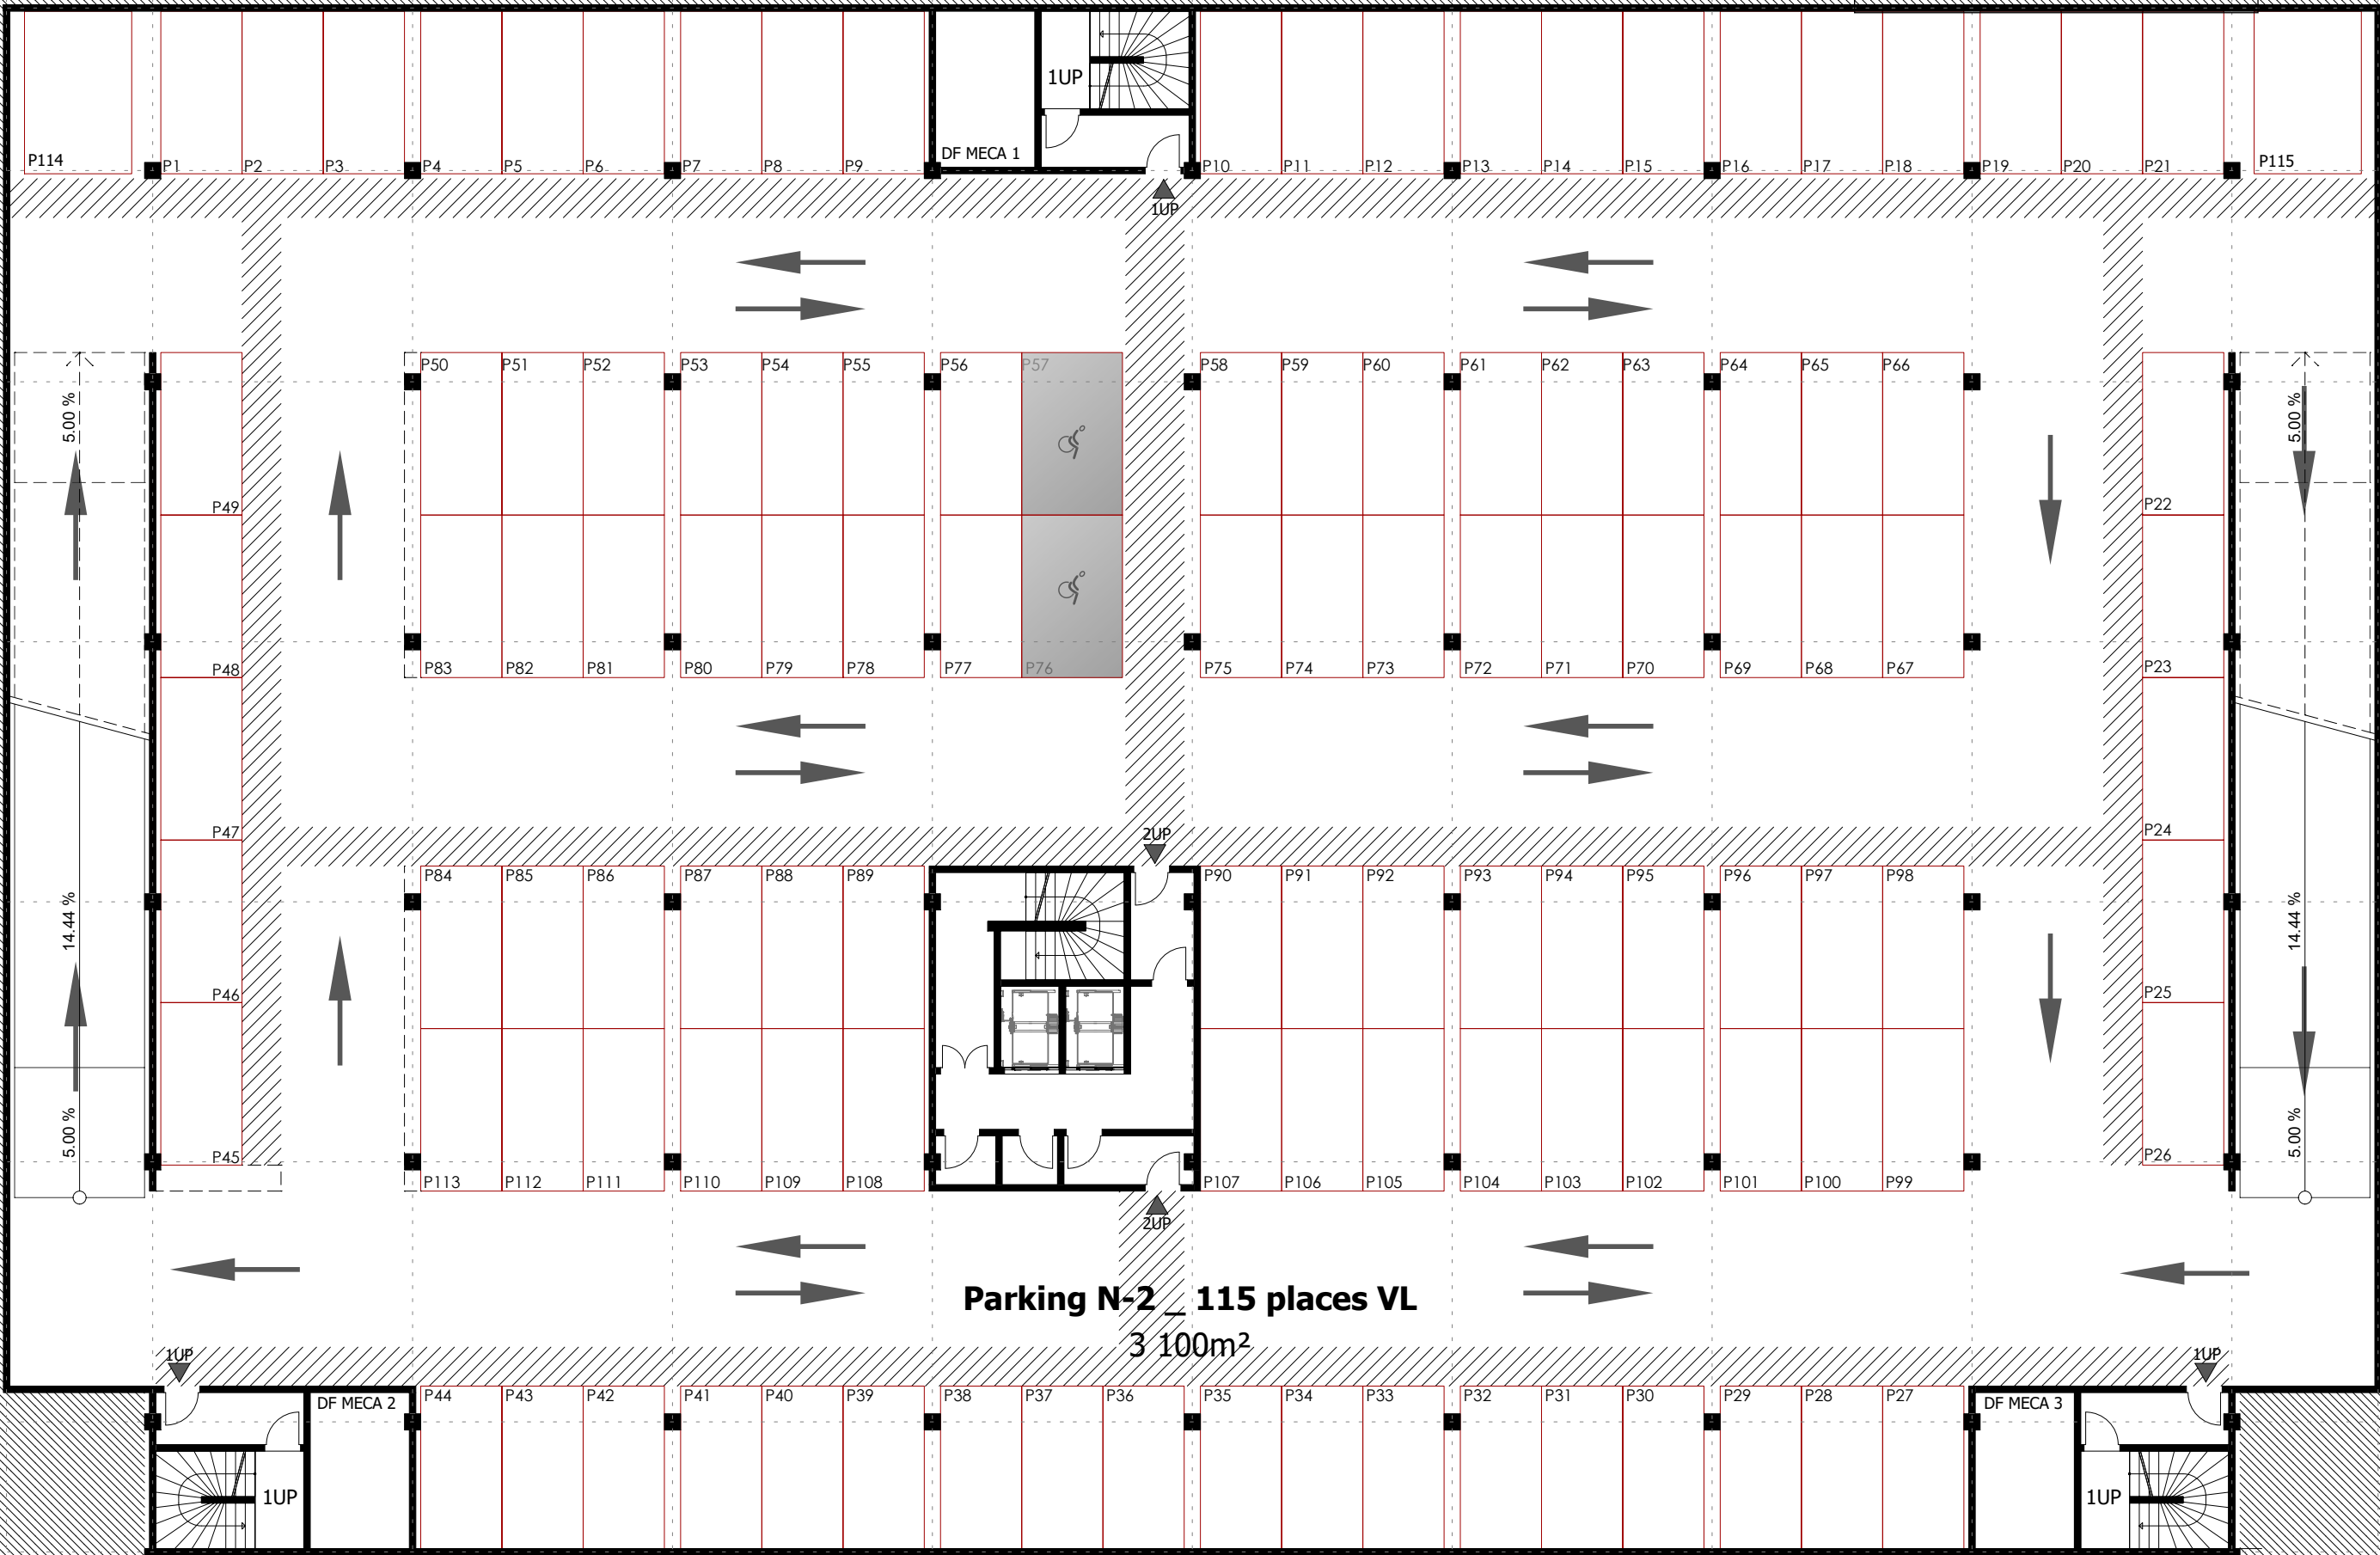 1UP
DF MECA 1
P114
P1 P2 P3 P4 P5 P6 P7 P8 P9
P10 P11 P12 P13 P14 P15 P16 P17 P18 P19 P20 P21
P115
1UP
P50 P51 P52 P53 P54 P55 P56 P57 P58 P59 P60 P61 P62 P63 P64 P65 P66
5.00 %
5.00 %
P49
P22
P48
P83 P82 P81 P80 P79 P78 P77 P76 P75 P74 P73 P72 P71 P70 P69 P68 P67
P23
P47
2UP
P24
P84 P85 P86 P87 P88 P89 P90 P91 P92 P93 P94 P95 P96 P97 P98
14.44 %
14.44 %
P46
P25
5.00 %
5.00 %
P45
P26
P113 P112 P111 P110 P109 P108 P107 P106 P105 P104 P103 P102 P101 P100 P99
2UP
Parking N-2 _ 115 places VL
3 100m²
1UP
1UP
DF MECA 2
P44 P43 P42 P41 P40 P39 P38 P37 P36 P35 P34 P33 P32 P31 P30 P29 P28 P27
DF MECA 3
1UP
1UP